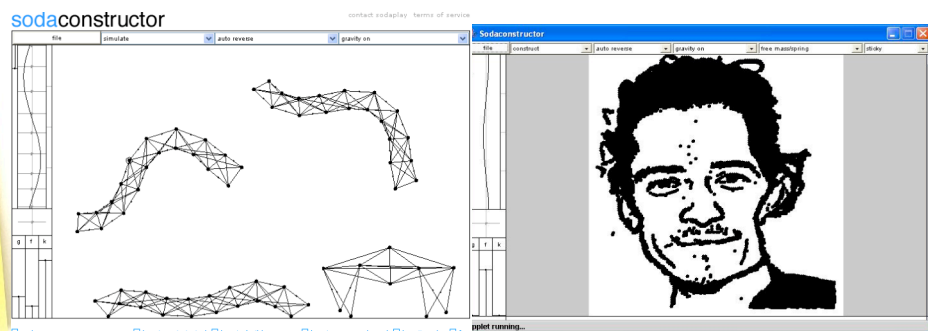 sodaconstructor
contact sodaplay terms of service
file simulate auto reverse gravity on
g f k
Sodaconstructor
file construct auto reverse gravity on free mass/spring sticky
g f k
pplet running...